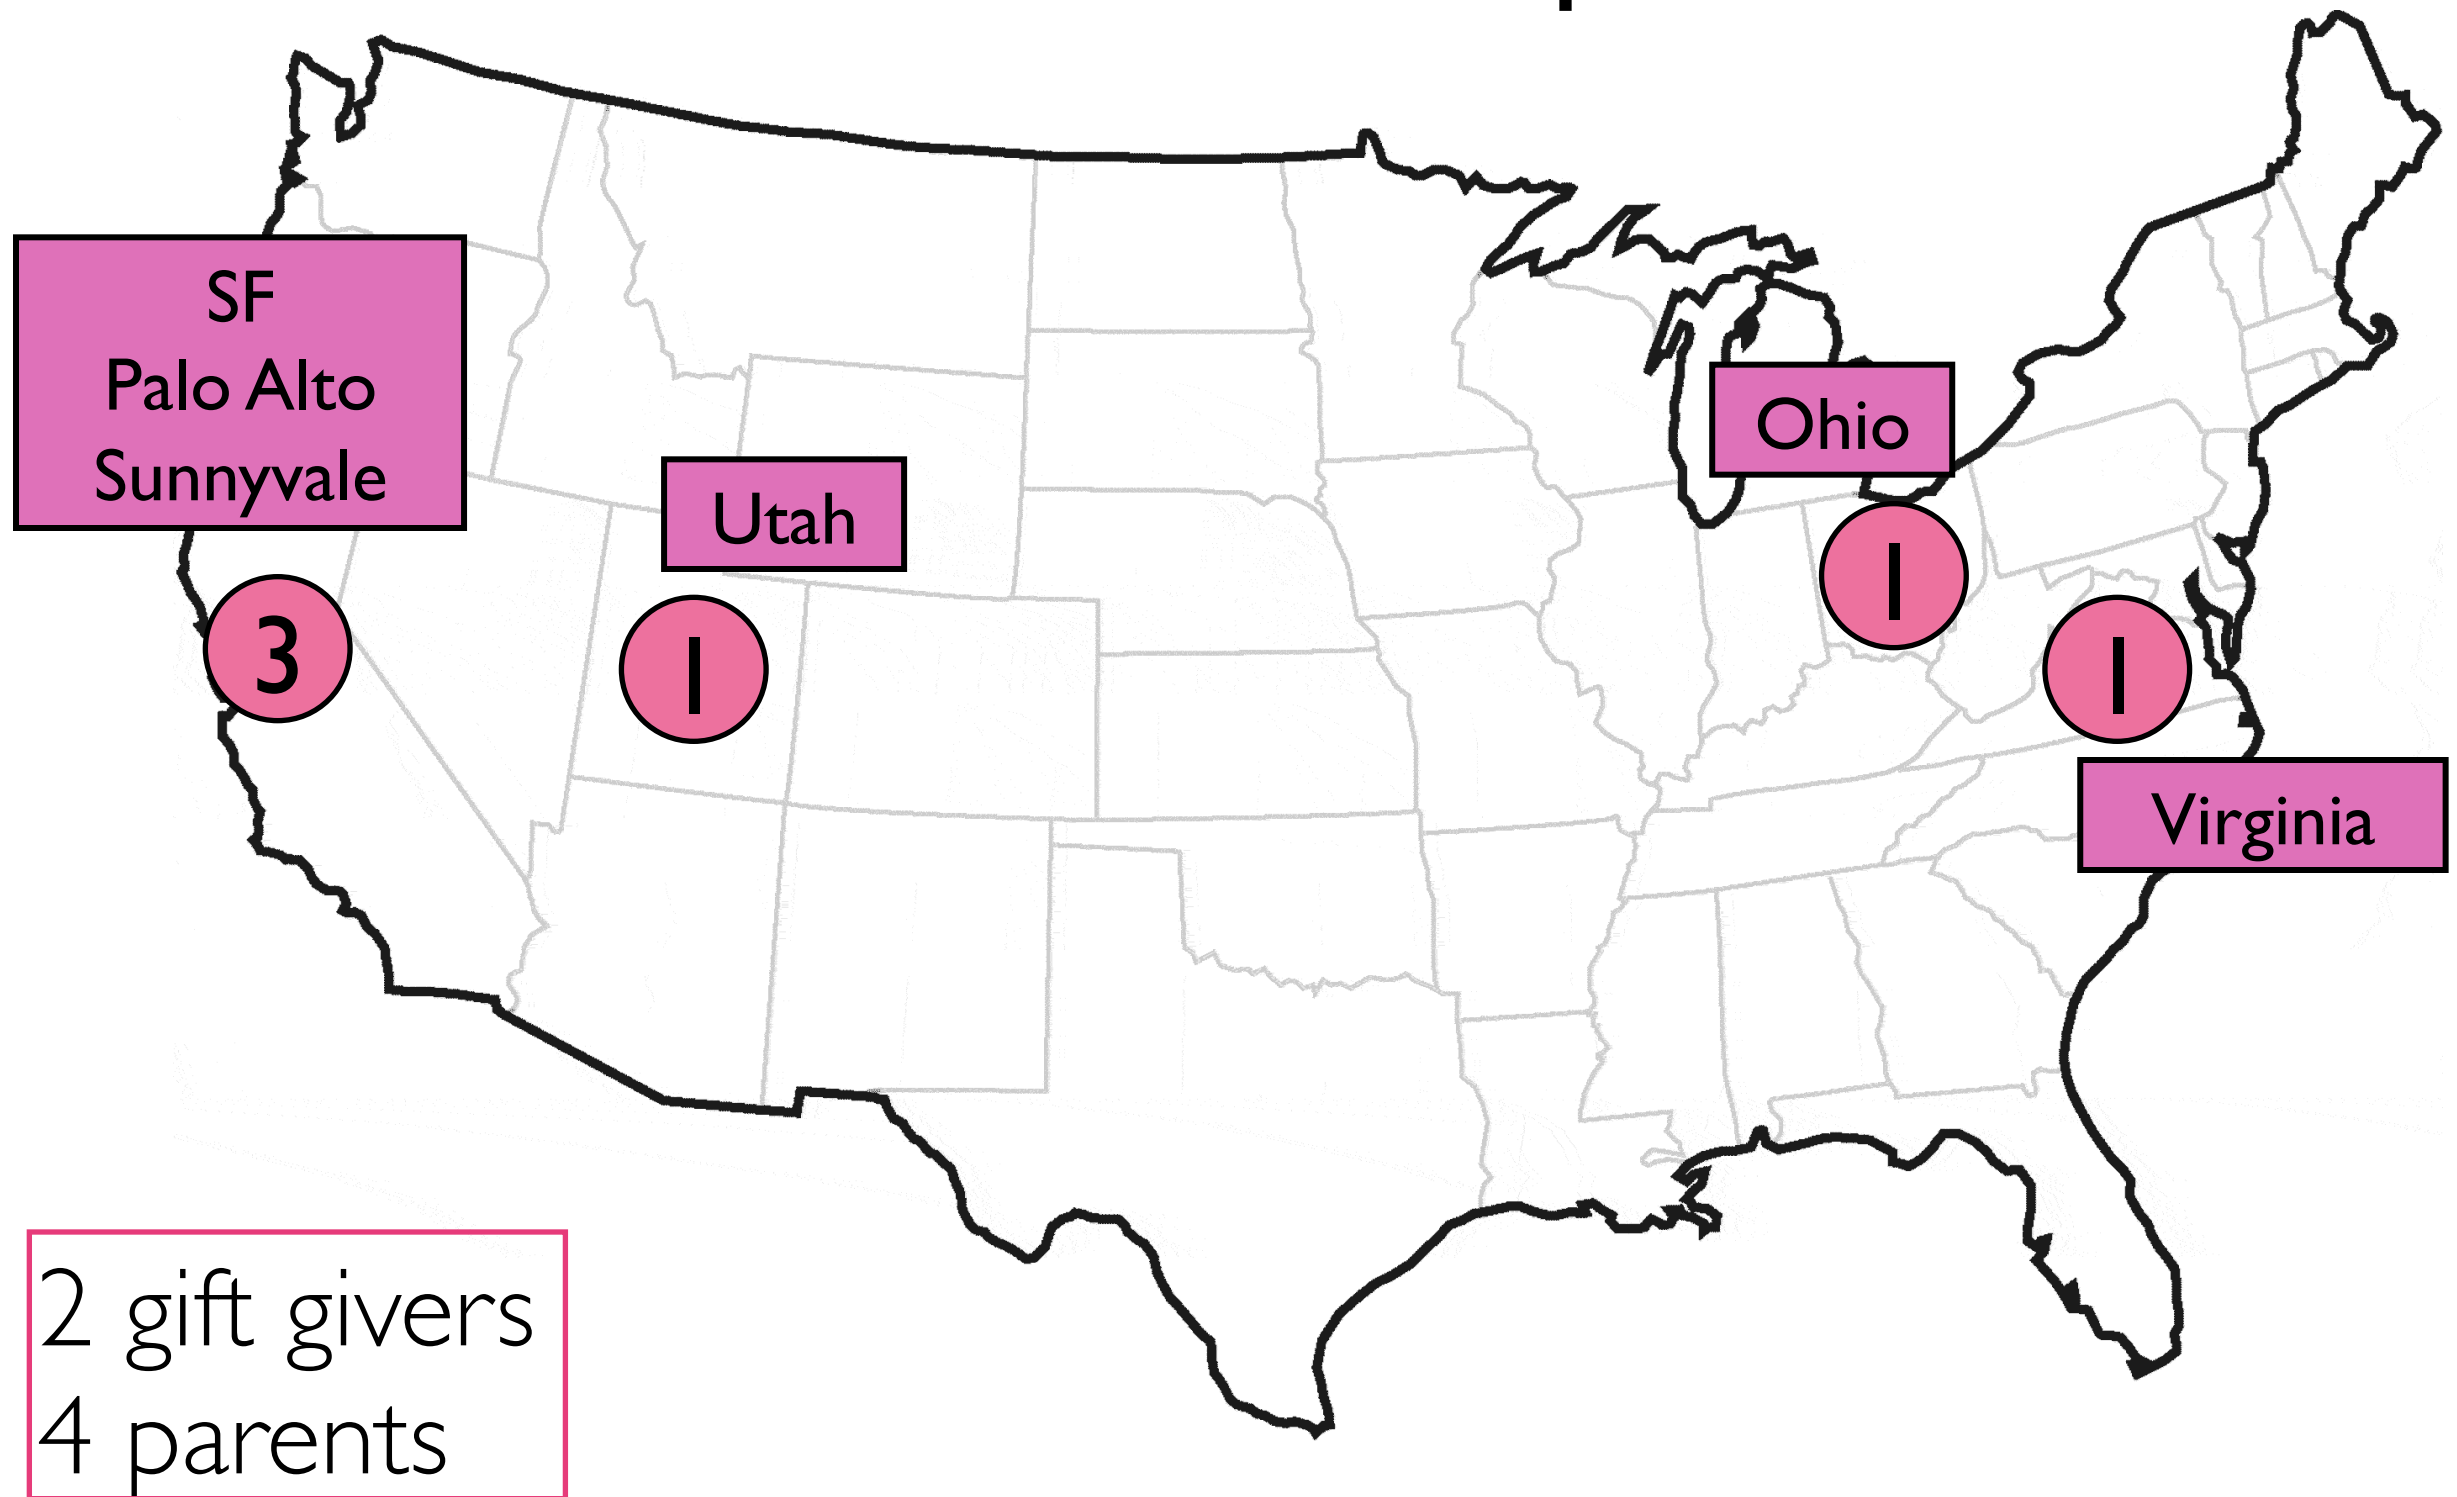 SF
Palo Alto
Sunnyvale
3
Utah
1
Ohio
1
1
Virginia
2 gift givers
4 parents